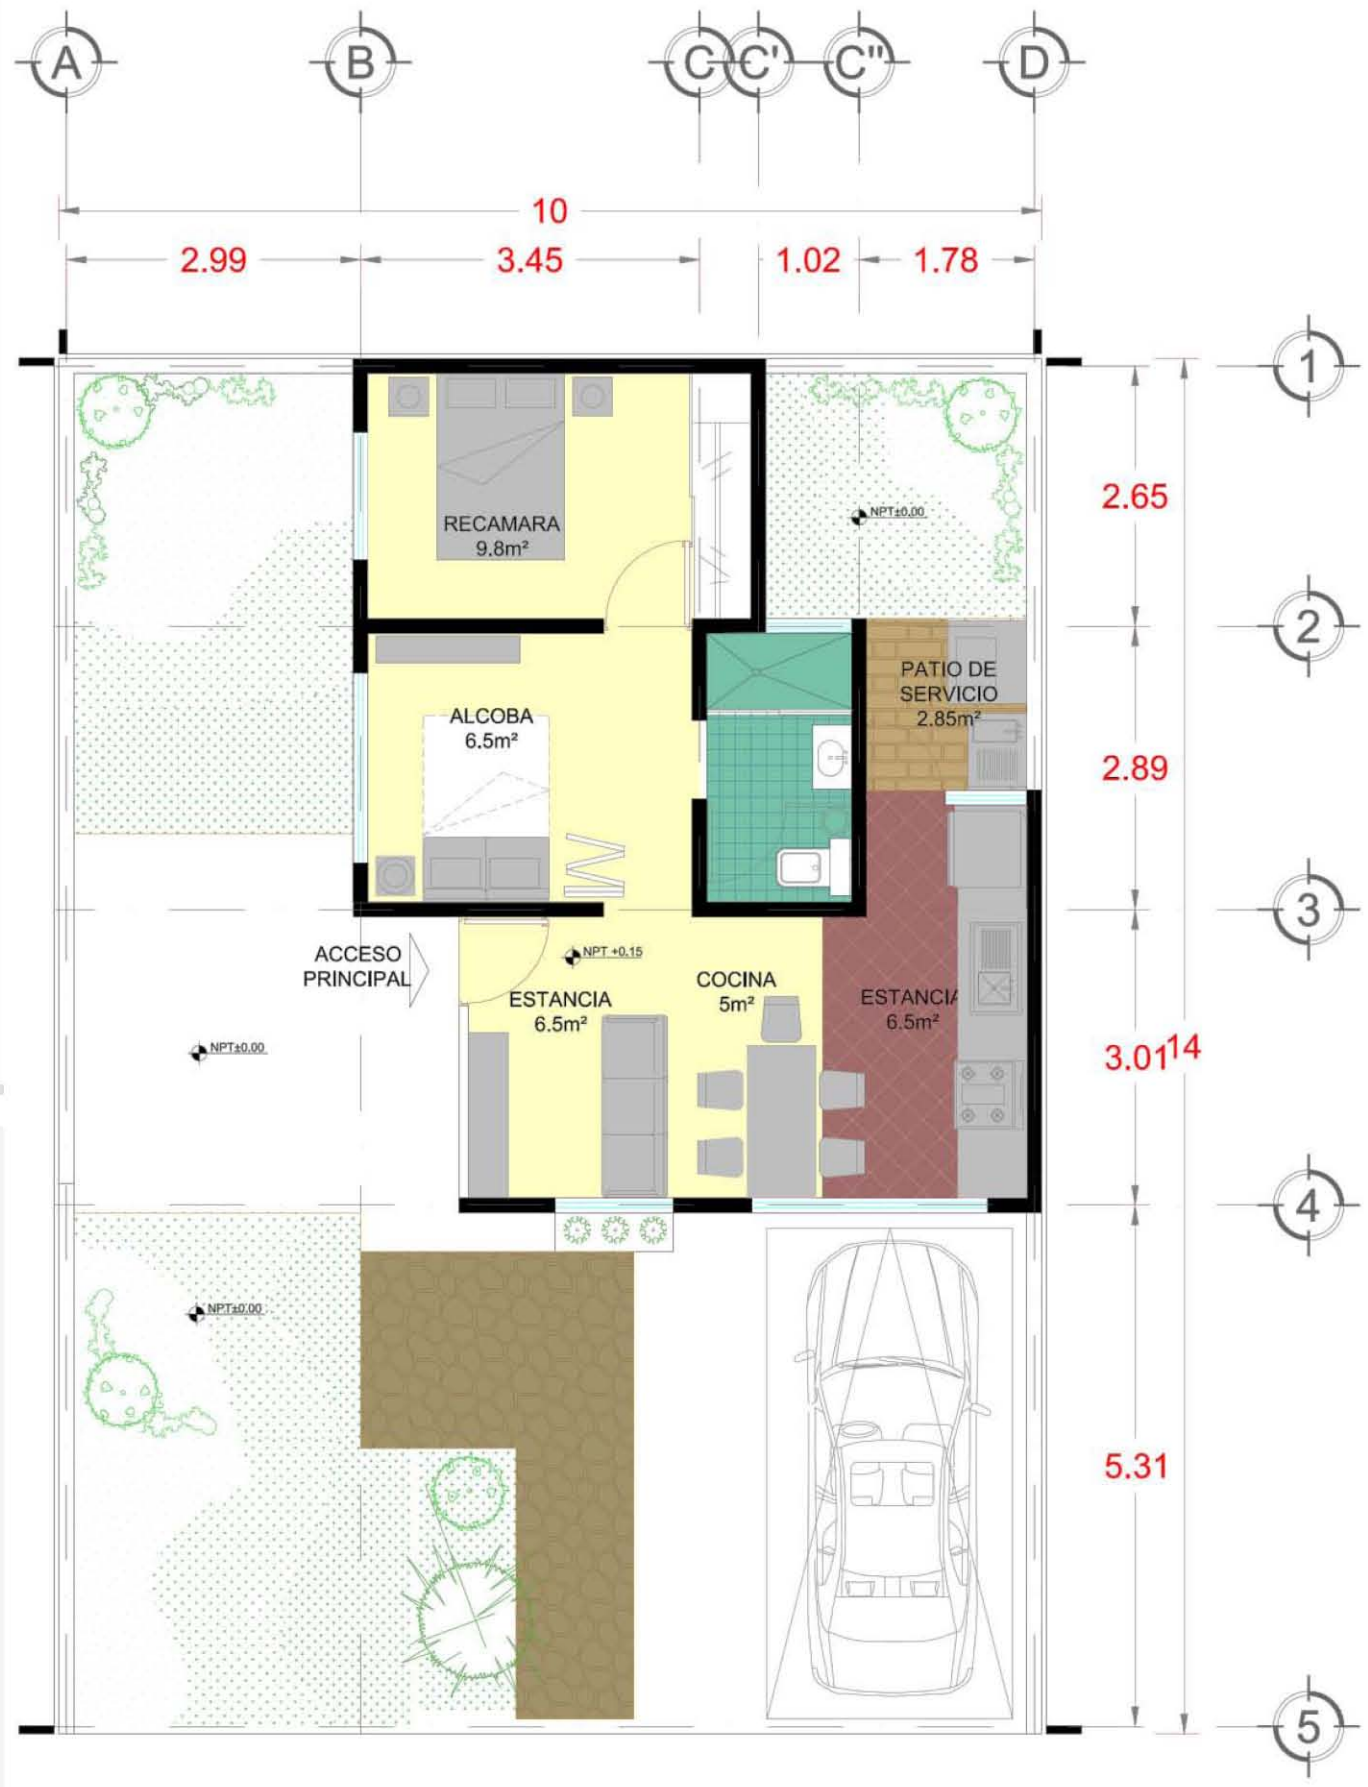 A B C C' C" D
10
2.99 3.45 1.02 1.78
1
2.65
RECAMARA
9.8m²
NPT±0.00
2
PATIO DE
SERVICIO
2.85m²
ALCOBA
6.5m²
2.89
3
ACCESO
PRINCIPAL
NPT +0.15
ESTANCIA
6.5m²
COCINA
5m²
ESTANCIA
6.5m²
NPT±0.00
3.01
14
4
NPT±0.00
5.31
5